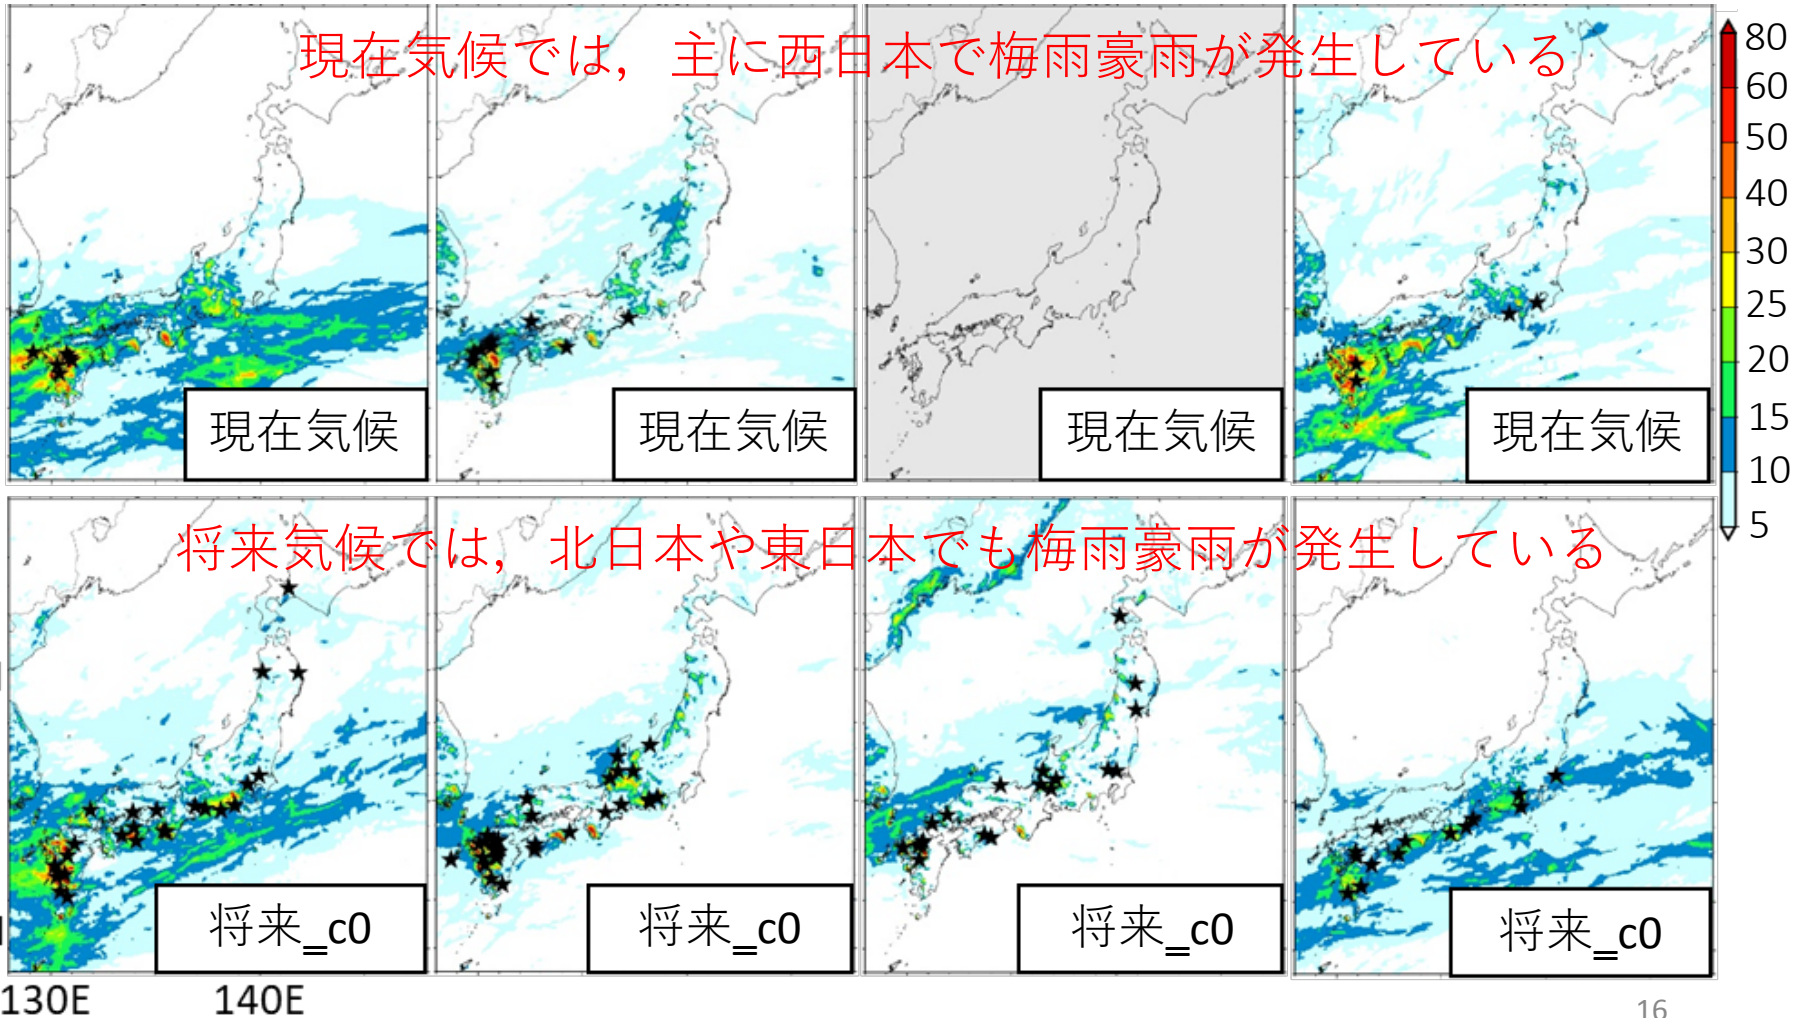 現在気候では，主に西日本で梅雨豪雨が発生している
80
60
50
40
30
25
20
15
10
5
現在気候
現在気候
現在気候
現在気候
将来気候では，北日本や東日本でも梅雨豪雨が発生している
将来_c0
将来_c0
将来_c0
将来_c0
130E
140E
16